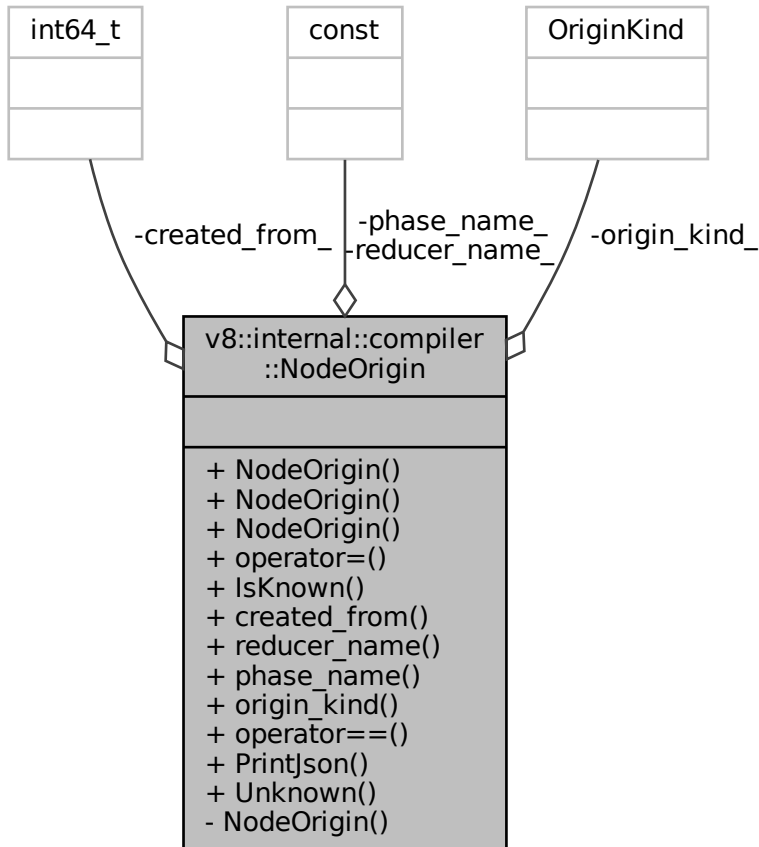 int64_t
const
OriginKind
-created_from_
-phase_name_
-reducer_name_
-origin_kind_
v8::internal::compiler
::NodeOrigin
+ NodeOrigin()
+ NodeOrigin()
+ NodeOrigin()
+ operator=()
+ IsKnown()
+ created_from()
+ reducer_name()
+ phase_name()
+ origin_kind()
+ operator==()
+ PrintJson()
+ Unknown()
- NodeOrigin()